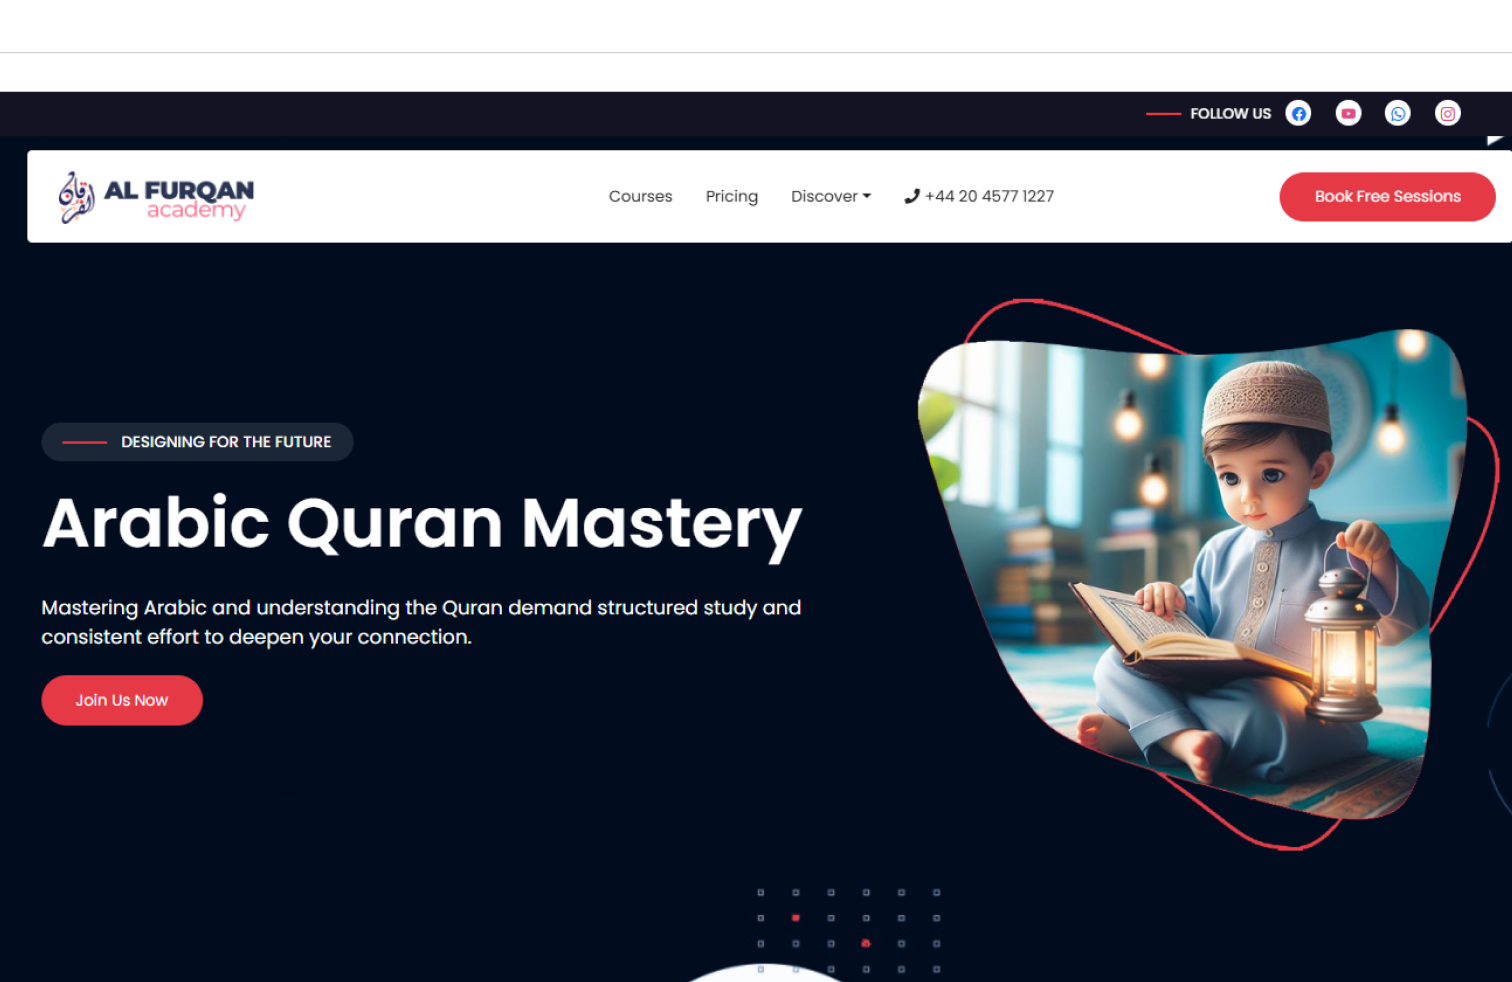 FOLLOW US
الفرقان
AL FURQAN
academy
Courses Pricing Discover +44 20 4577 1227 Book Free Sessions
DESIGNING FOR THE FUTURE
Arabic Quran Mastery
Mastering Arabic and understanding the Quran demand structured study and
consistent effort to deepen your connection.
Join Us Now